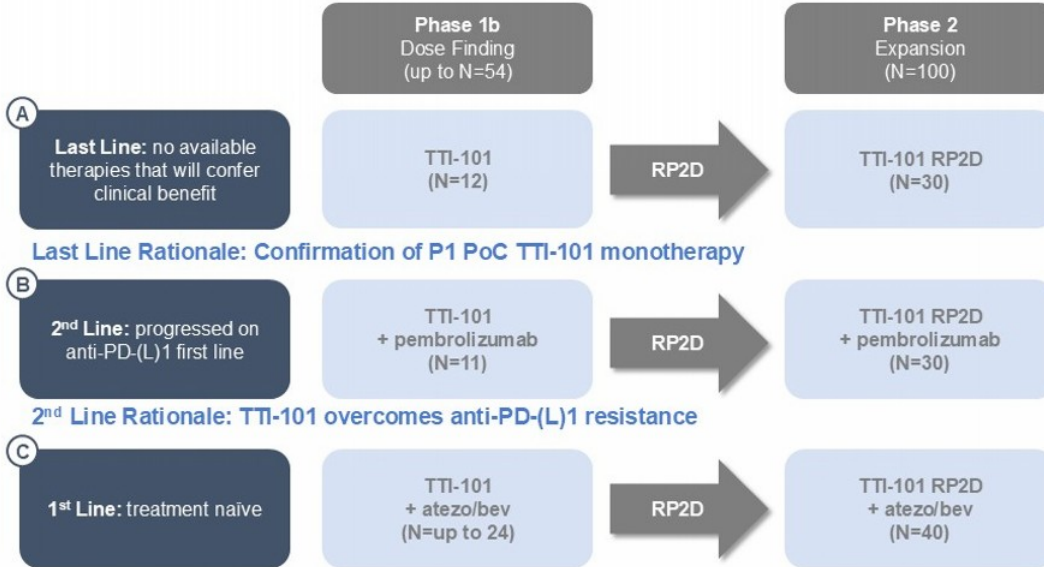 Phase 1b
Dose Finding
(up to N=54)
Phase 2
Expansion
(N=100)
A
Last Line: no available
therapies that will confer
clinical benefit
TTI-101
(N=12)
RP2D
TTI-101 RP2D
(N=30)
Last Line Rationale: Confirmation of P1 PoC TTI-101 monotherapy
B
2nd Line: progressed on
anti-PD-(L)1 first line
TTI-101
+ pembrolizumab
(N=11)
RP2D
TTI-101 RP2D
+ pembrolizumab
(N=30)
2nd Line Rationale: TTI-101 overcomes anti-PD-(L)1 resistance
C
1st Line: treatment naïve
TTI-101
+ atezo/bev
(N=up to 24)
RP2D
TTI-101 RP2D
+ atezo/bev
(N=40)